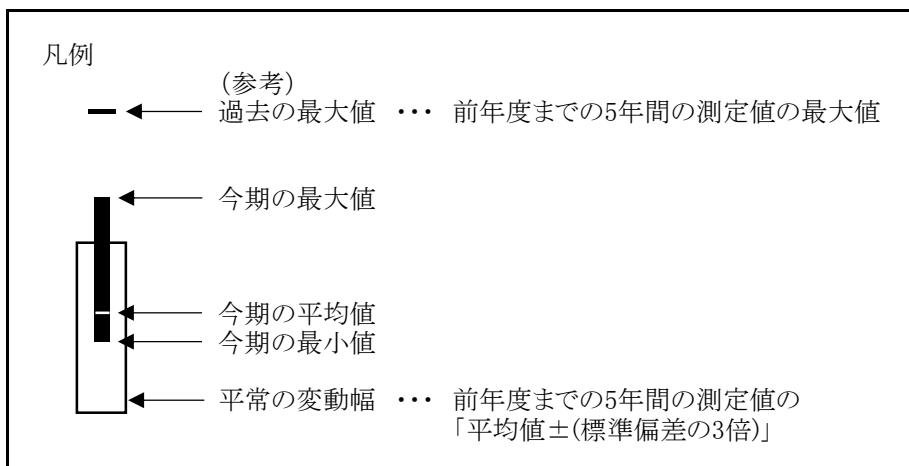 凡例
(参考)
過去の最大値 ・・・ 前年度までの5年間の測定値の最大値
今期の最大値
今期の平均値
今期の最小値
平常の変動幅 ・・・ 前年度までの5年間の測定値の
「平均値±(標準偏差の3倍)」